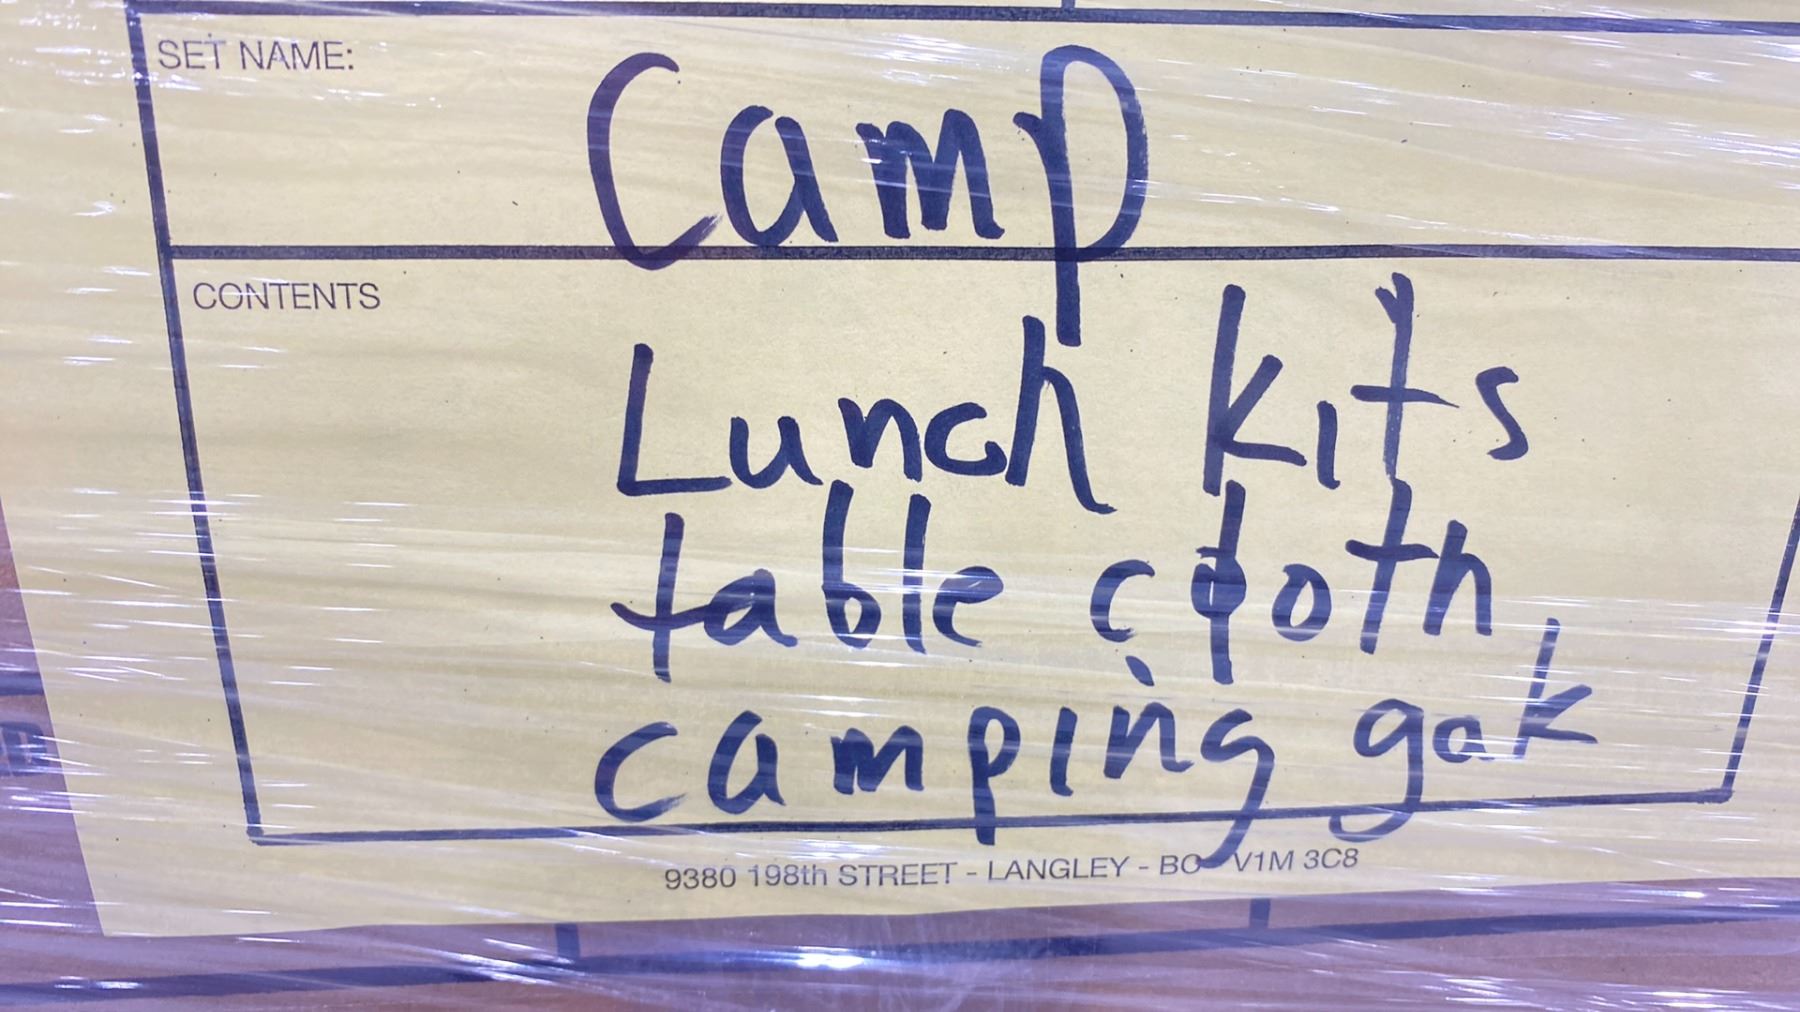 SET NAME:
Camp
CONTENTS
Lunch kits
table cloth
camping gak
9380 198th STREET - LANGLEY - BC V1M 3C8